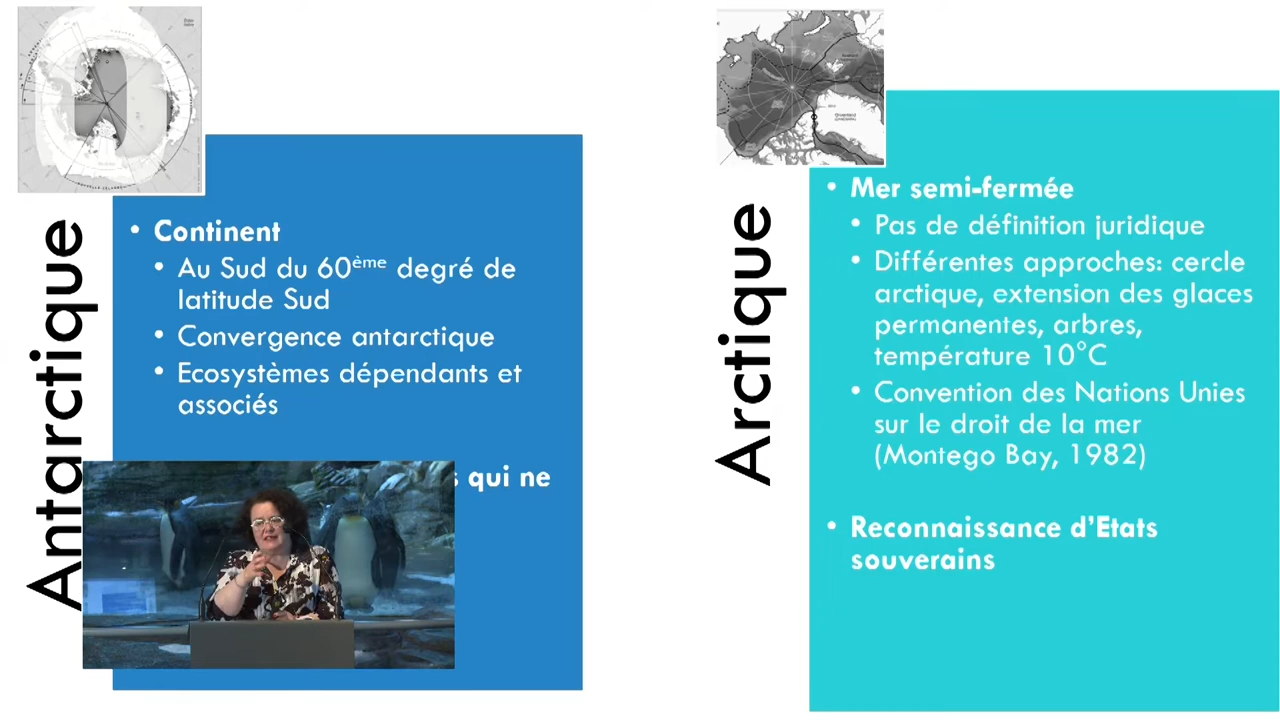 Antarctique
• Continent
• Au Sud du 60ème degré de
latitude Sud
• Convergence antarctique
• Ecosystèmes dépendants et
associés
qui ne
Arctique
• Mer semi-fermée
• Pas de définition juridique
• Différentes approches: cercle
arctique, extension des glaces
permanentes, arbres,
température 10°C
• Convention des Nations Unies
sur le droit de la mer
(Montego Bay, 1982)
• Reconnaissance d'Etats
souverains